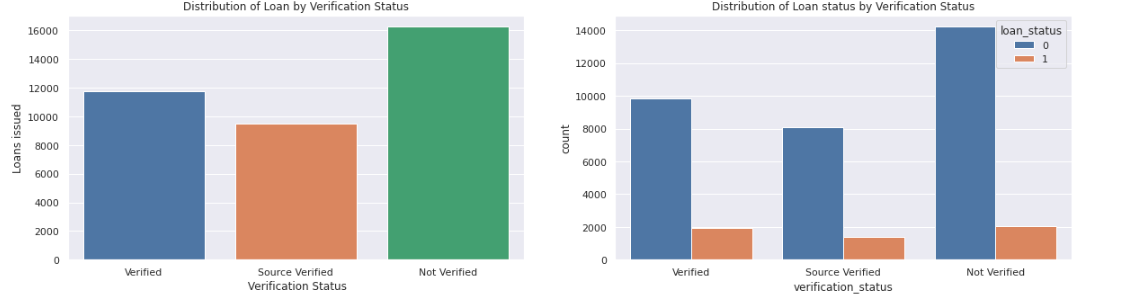 Distribution of Loan by Verification Status
16000
14000
12000
10000
8000
6000
4000
2000
0
Loans issued
Verified
Source Verified
Not Verified
Verification Status
Distribution of Loan status by Verification Status
loan_status
0
1
14000
12000
10000
8000
6000
4000
2000
0
count
Verified
Source Verified
Not Verified
verification_status